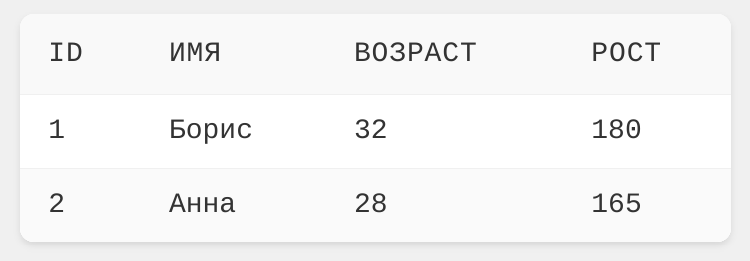 ID ИМЯ ВОЗРАСТ РОСТ
1 Борис 32 180
2 Анна 28 165